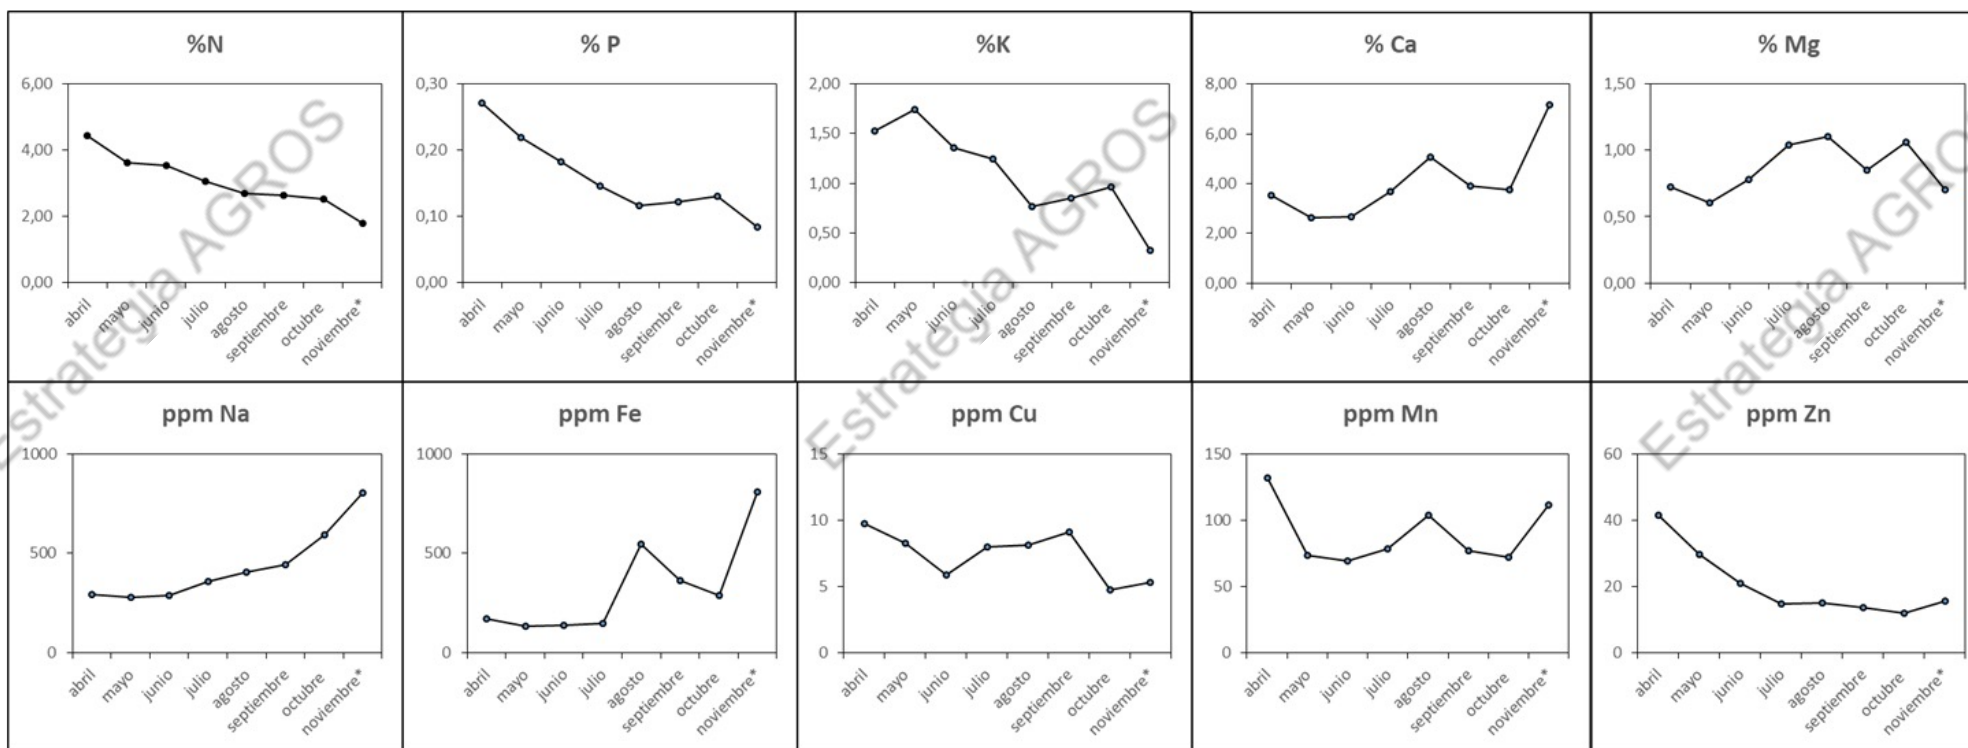 %N
6,00
4,00
2,00
0,00
abril
mayo
junio
julio
agosto
septiembre
octubre
noviembre*
% P
0,30
0,20
0,10
0,00
abril
mayo
junio
julio
agosto
septiembre
octubre
noviembre*
%K
2,00
1,50
1,00
0,50
0,00
abril
mayo
junio
julio
agosto
septiembre
octubre
noviembre*
% Ca
8,00
6,00
4,00
2,00
0,00
abril
mayo
junio
julio
agosto
septiembre
octubre
noviembre*
% Mg
1,50
1,00
0,50
0,00
abril
mayo
junio
julio
agosto
septiembre
octubre
noviembre*
ppm Na
1000
500
0
abril
mayo
junio
julio
agosto
septiembre
octubre
noviembre*
ppm Fe
1000
500
0
abril
mayo
junio
julio
agosto
septiembre
octubre
noviembre*
ppm Cu
15
10
5
0
abril
mayo
junio
julio
agosto
septiembre
octubre
noviembre*
ppm Mn
150
100
50
0
abril
mayo
junio
julio
agosto
septiembre
octubre
noviembre*
ppm Zn
60
40
20
0
abril
mayo
junio
julio
agosto
septiembre
octubre
noviembre*
Estrategia AGROS
Estrategia AGROS
Estrategia AGROS